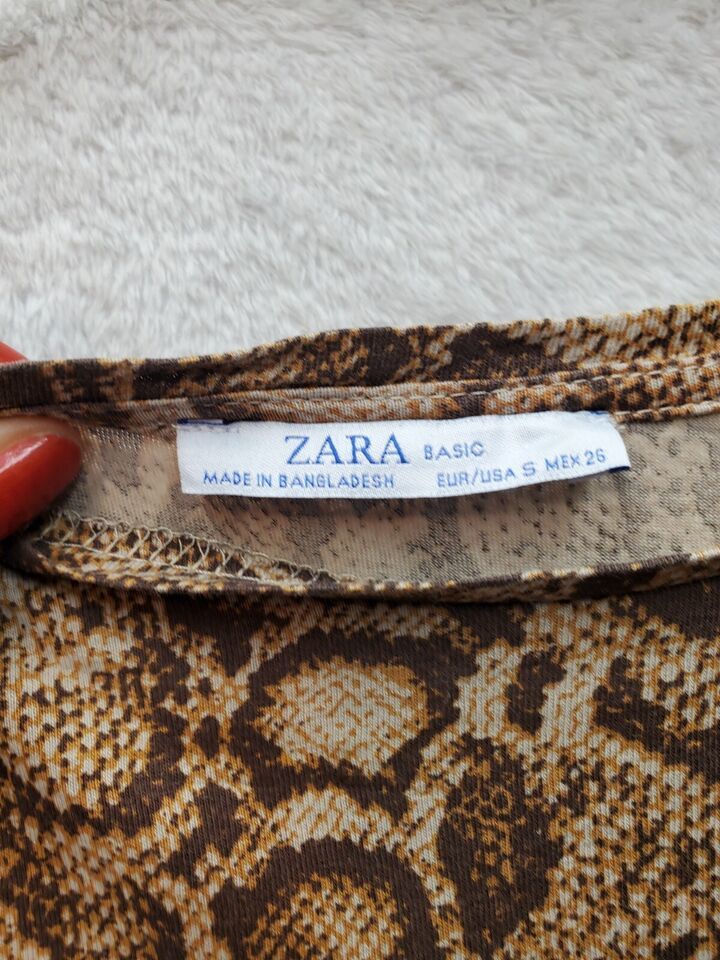 ZARA BASIC
MADE IN BANGLADESH EUR/USA S MEX 26